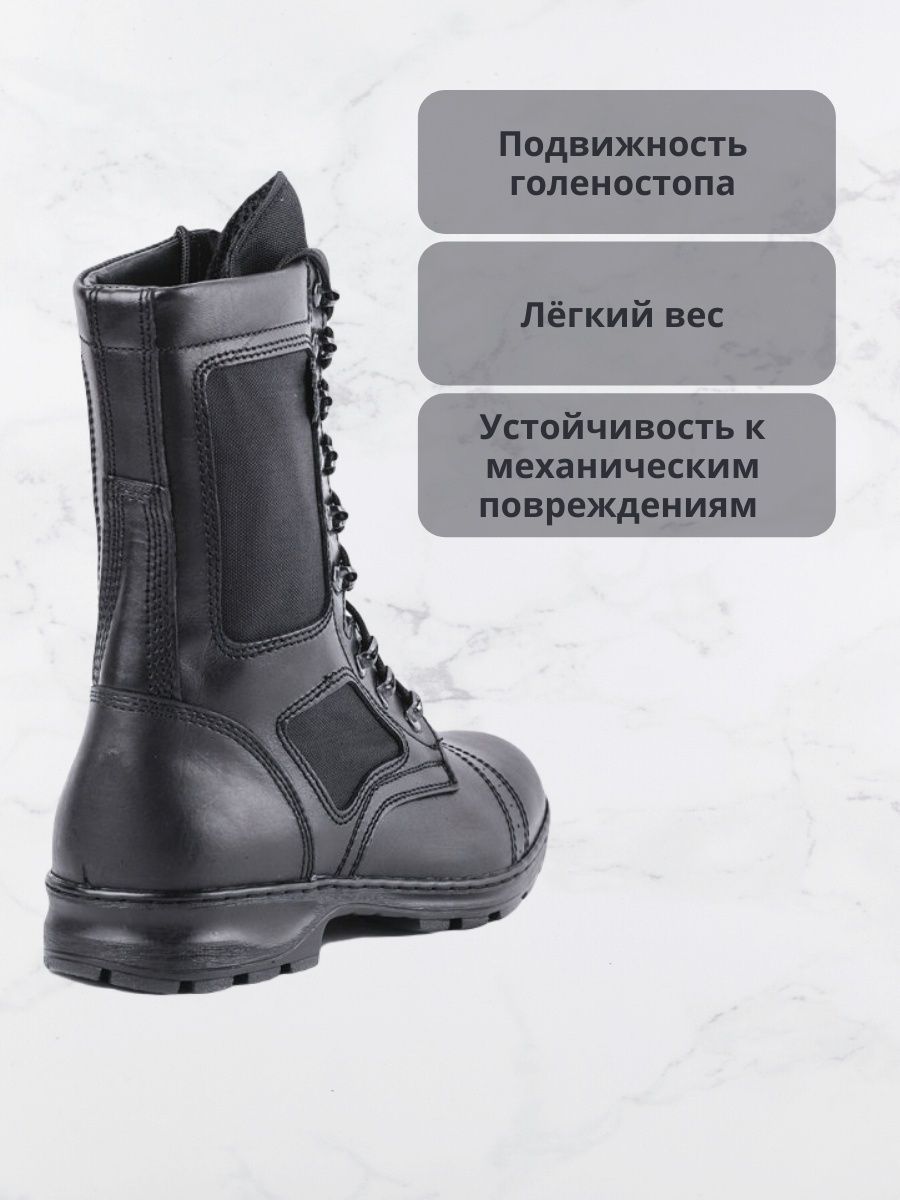 Подвижность
голеностопа
Лёгкий вес
Устойчивость к
механическим
повреждениям